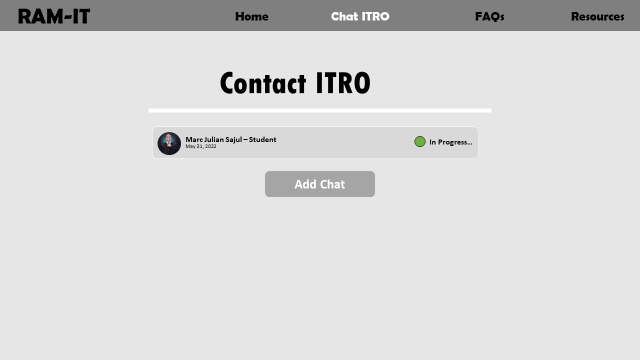 RAM-IT
Home
Chat ITRO
FAQs
Resources
Contact ITRO
Marc Julian Sajul – Student
May 31, 2022
In Progress...
Add Chat